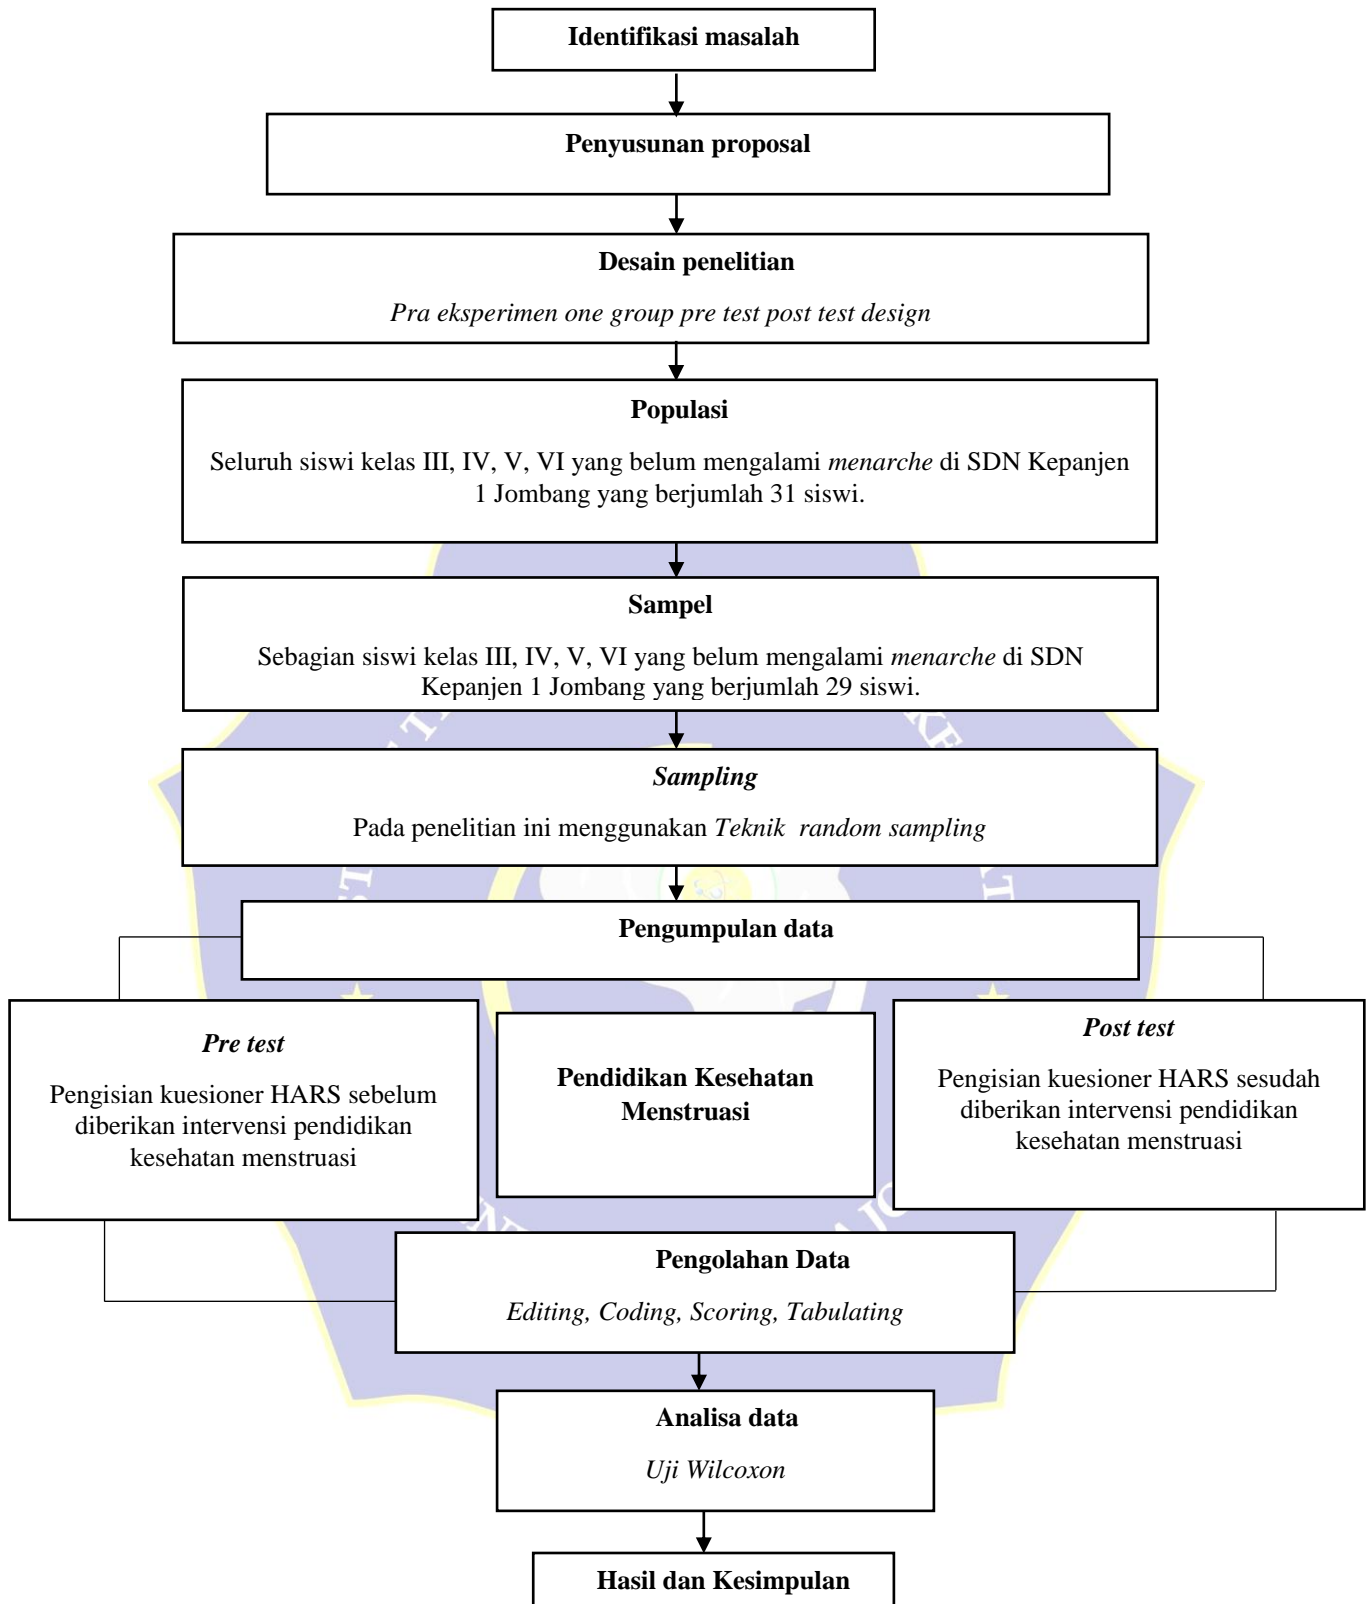 Identifikasi masalah
Penyusunan proposal
Desain penelitian
Pra eksperimen one group pre test post test design
Populasi
Seluruh siswi kelas III, IV, V, VI yang belum mengalami menarche di SDN Kepanjen
1 Jombang yang berjumlah 31 siswi.
Sampel
Sebagian siswi kelas III, IV, V, VI yang belum mengalami menarche di SDN
Kepanjen 1 Jombang yang berjumlah 29 siswi.
Sampling
Pada penelitian ini menggunakan Teknik random sampling
Pengumpulan data
Pre test
Pengisian kuesioner HARS sebelum
diberikan intervensi pendidikan
kesehatan menstruasi
Pendidikan Kesehatan
Menstruasi
Post test
Pengisian kuesioner HARS sesudah
diberikan intervensi pendidikan
kesehatan menstruasi
Pengolahan Data
Editing, Coding, Scoring, Tabulating
Analisa data
Uji Wilcoxon
Hasil dan Kesimpulan